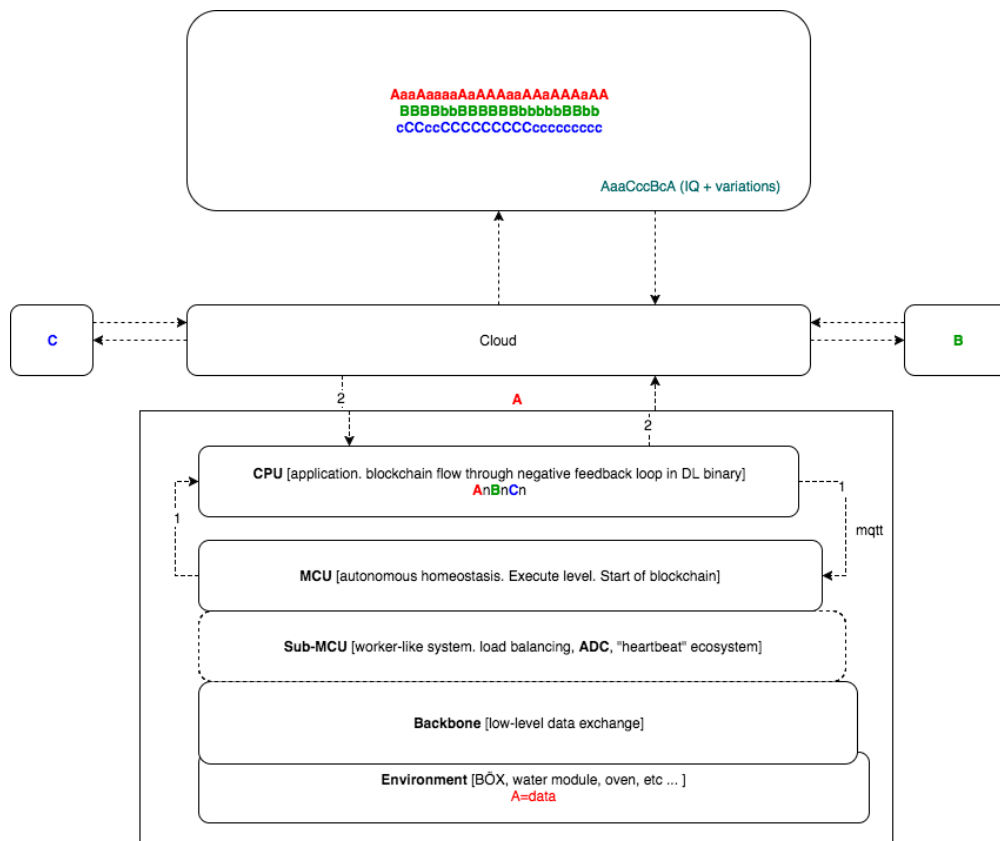 AaaAaaaaAaAAAaaAAaAAAaAA
BBBBbbBBBBBBbbbbbBBbb
cCCccCCCCCCCCCcccccccccc
AaaCccBcA (IQ + variations)
C
Cloud
B
2
A
2
CPU [application. blockchain flow through negative feedback loop in DL binary]
AnBnCn
1
1
mqtt
MCU [autonomous homeostasis. Execute level. Start of blockchain]
Sub-MCU [worker-like system. load balancing, ADC, "heartbeat" ecosystem]
Backbone [low-level data exchange]
Environment [BÖX, water module, oven, etc ... ]
A=data